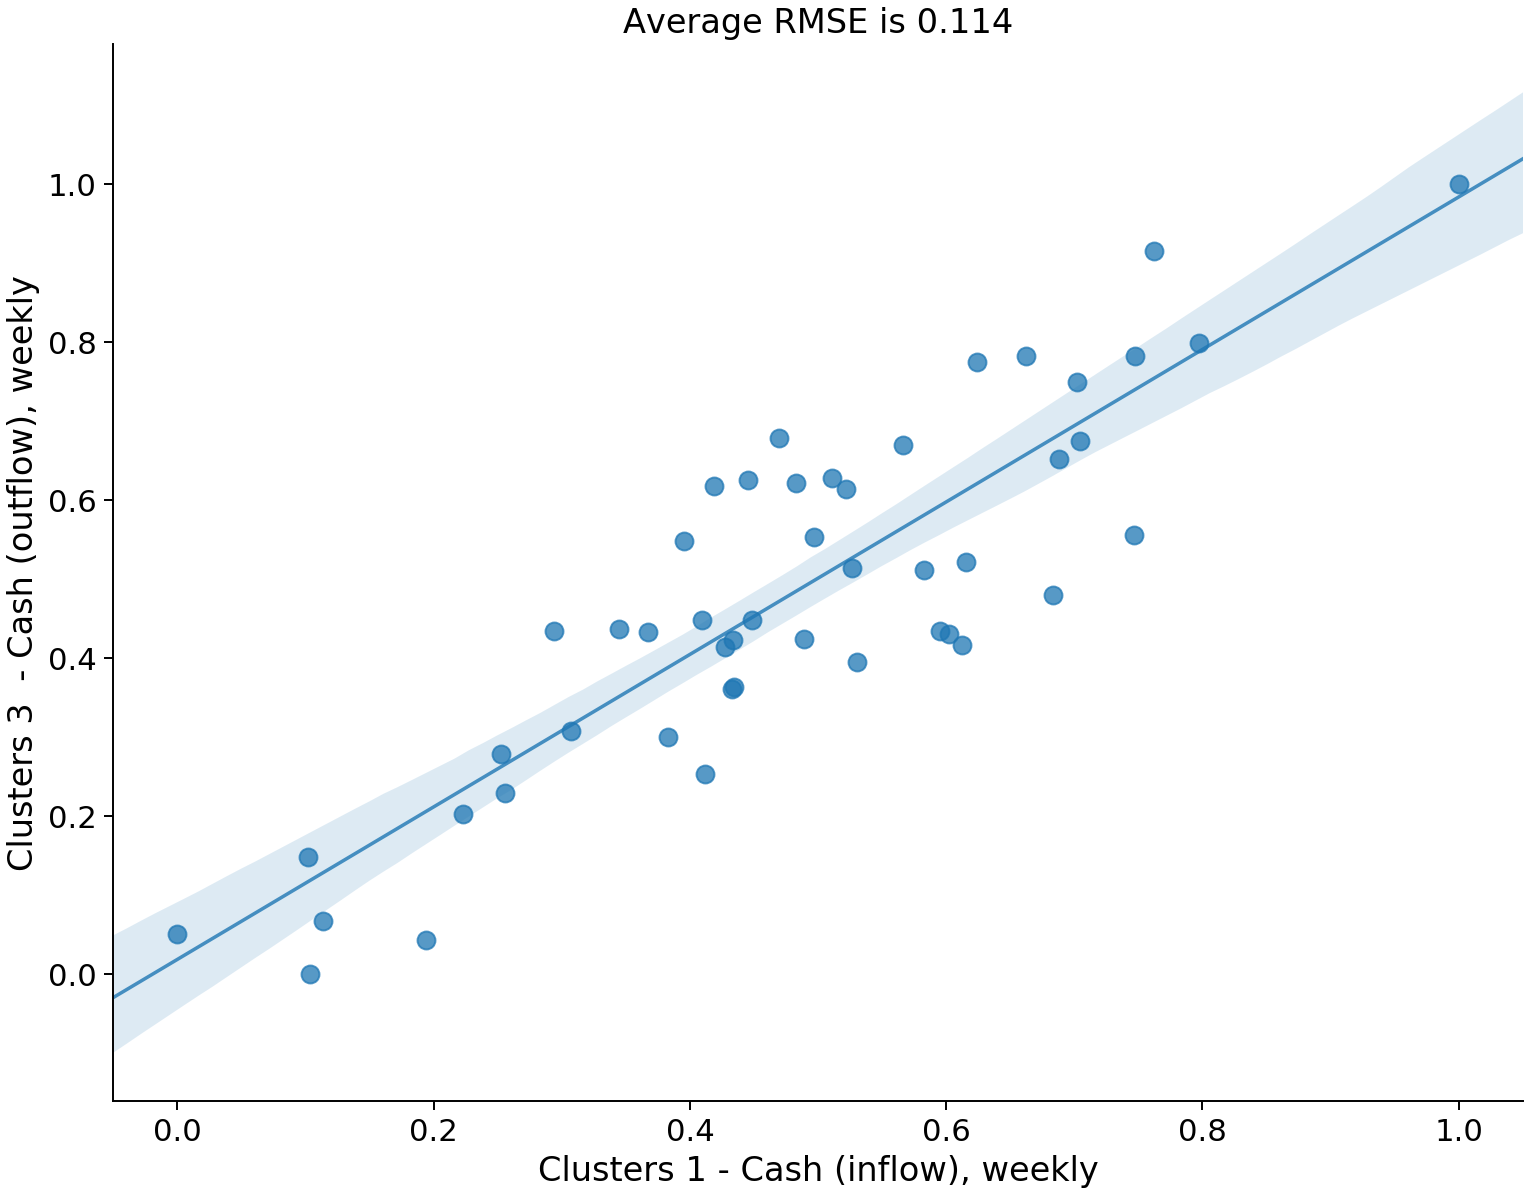 Average RMSE is 0.114
Clusters 3  - Cash (outflow), weekly
1.0
0.8
0.6
0.4
0.2
0.0
0.0 0.2 0.4 0.6 0.8 1.0
Clusters 1 - Cash (inflow), weekly